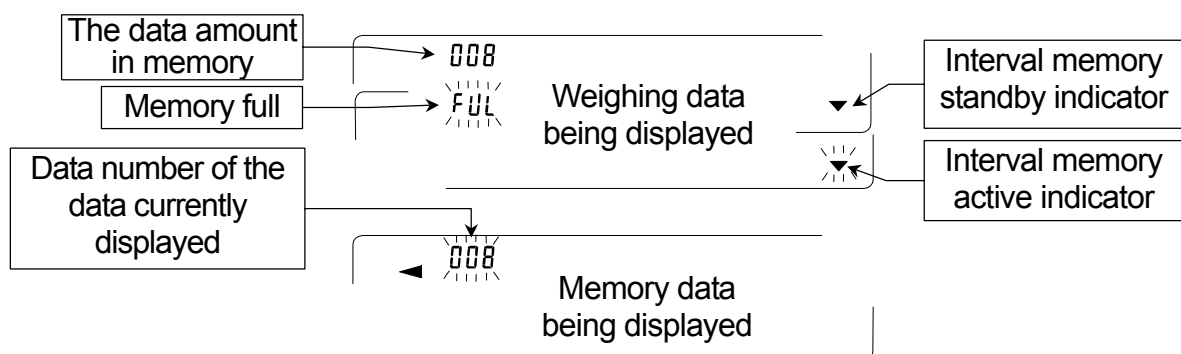 The data amount
in memory
008
Memory full
FUL
Weighing data
being displayed
Interval memory
standby indicator
Interval memory
active indicator
Data number of the
data currently
displayed
008
Memory data
being displayed